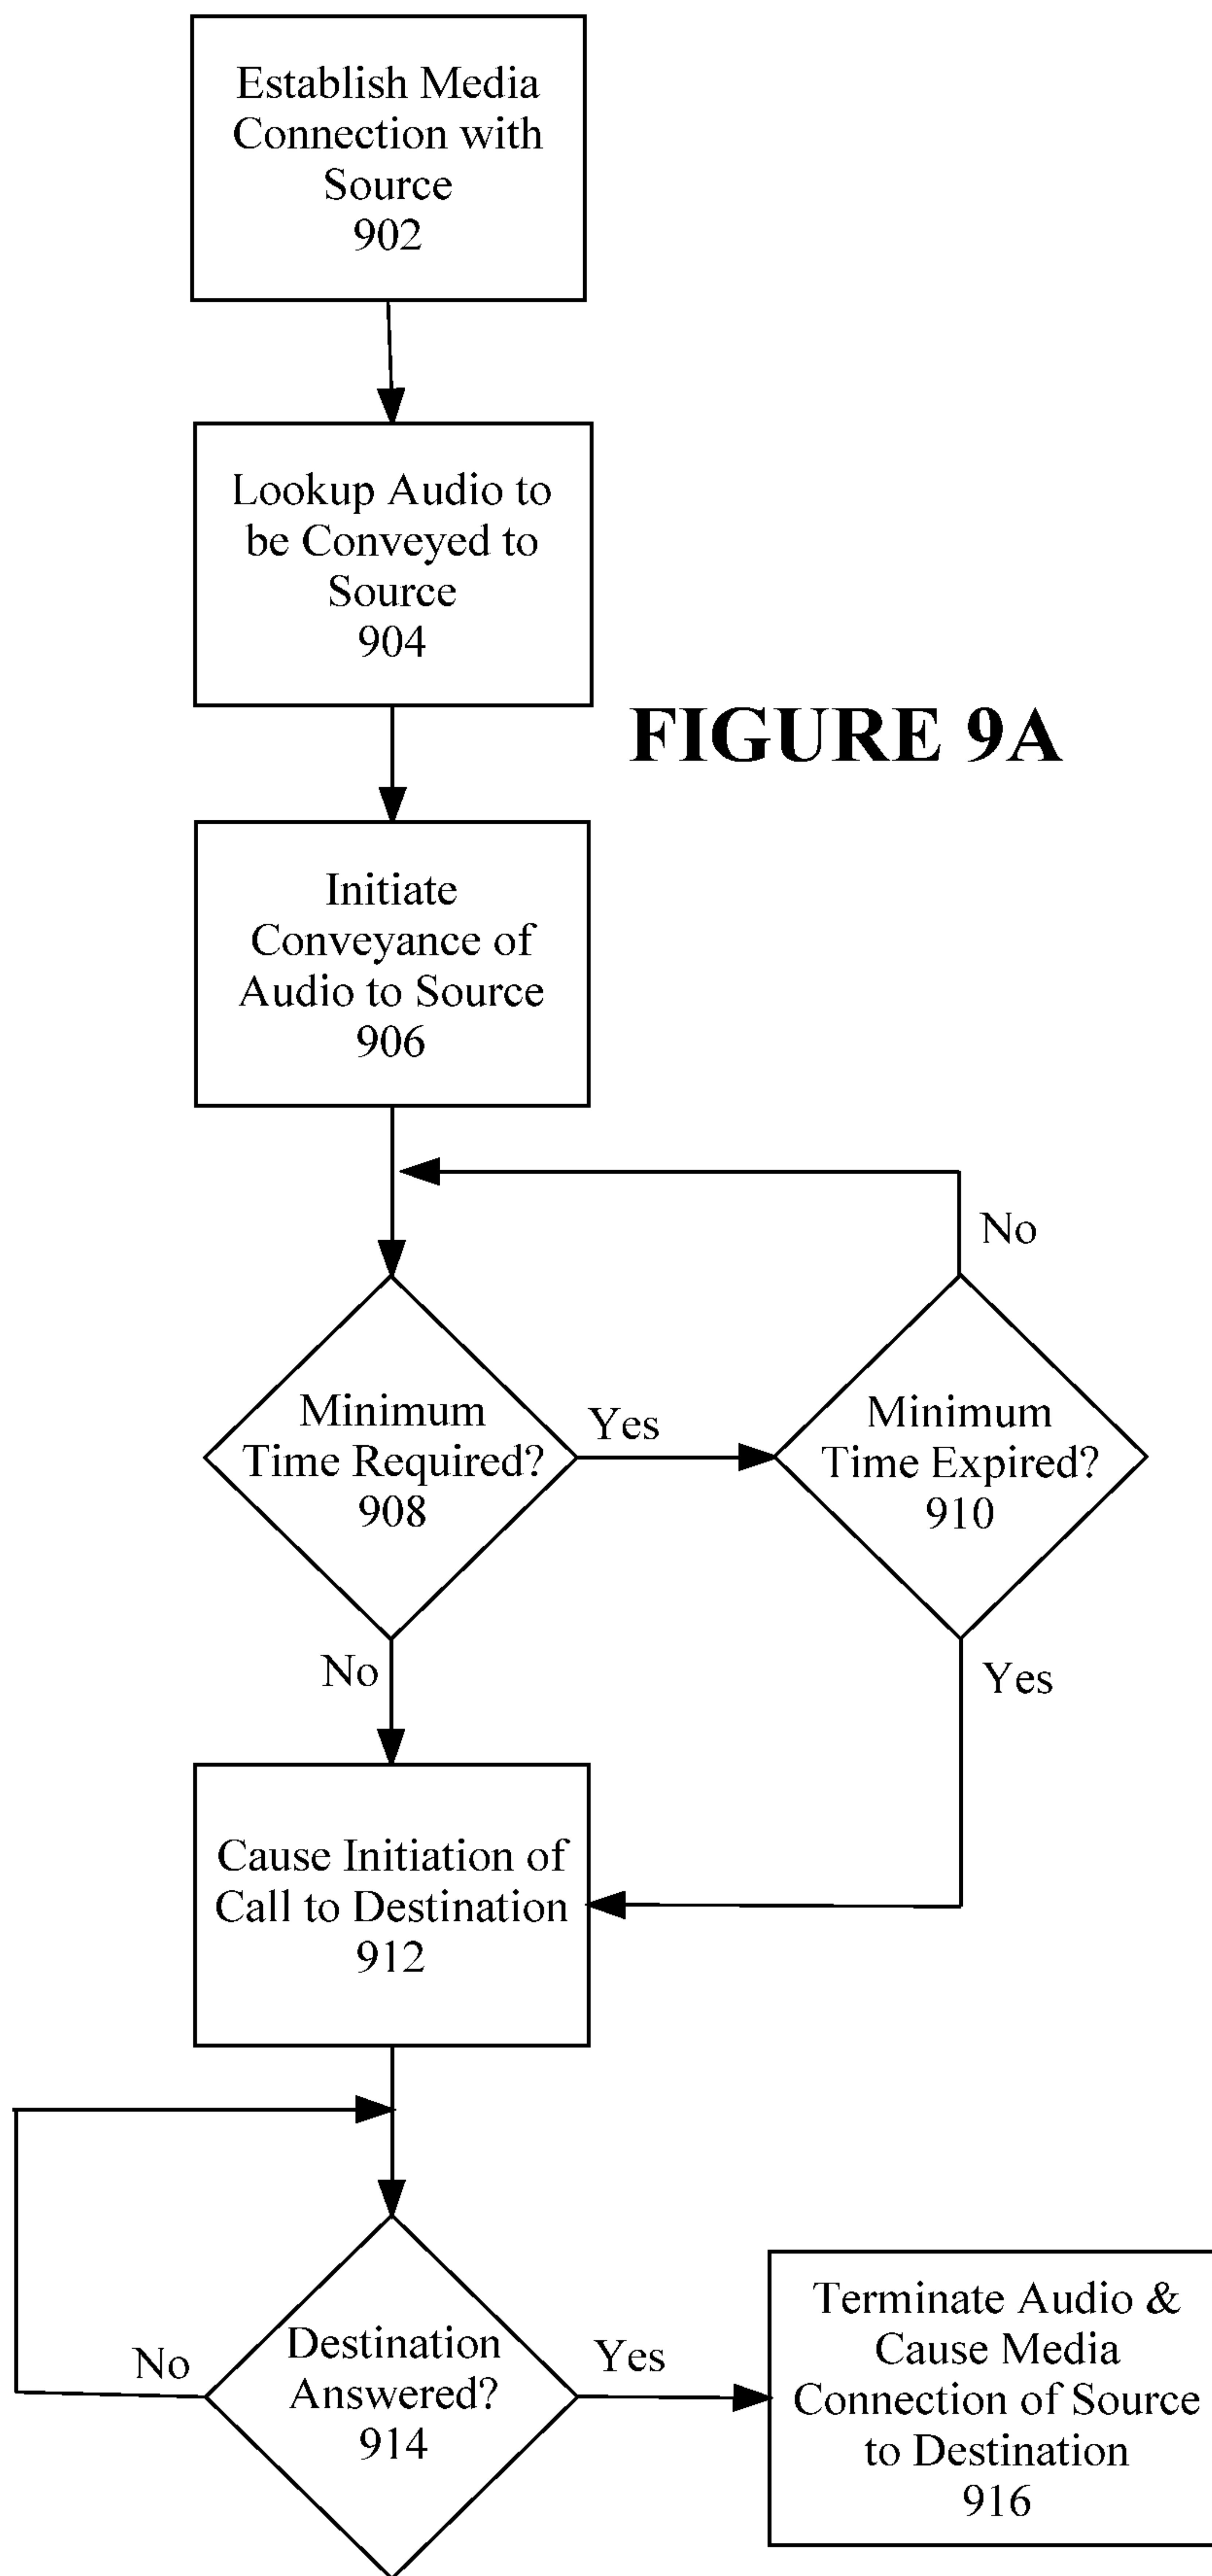 Establish Media
Connection with
Source
902
Lookup Audio to
be Conveyed to
Source
904
FIGURE 9A
Initiate
Conveyance of
Audio to Source
906
No
Minimum
Time Required?
908
Yes
Minimum
Time Expired?
910
No
Yes
Cause Initiation of
Call to Destination
912
No
Destination
Answered?
914
Yes
Terminate Audio &
Cause Media
Connection of Source
to Destination
916